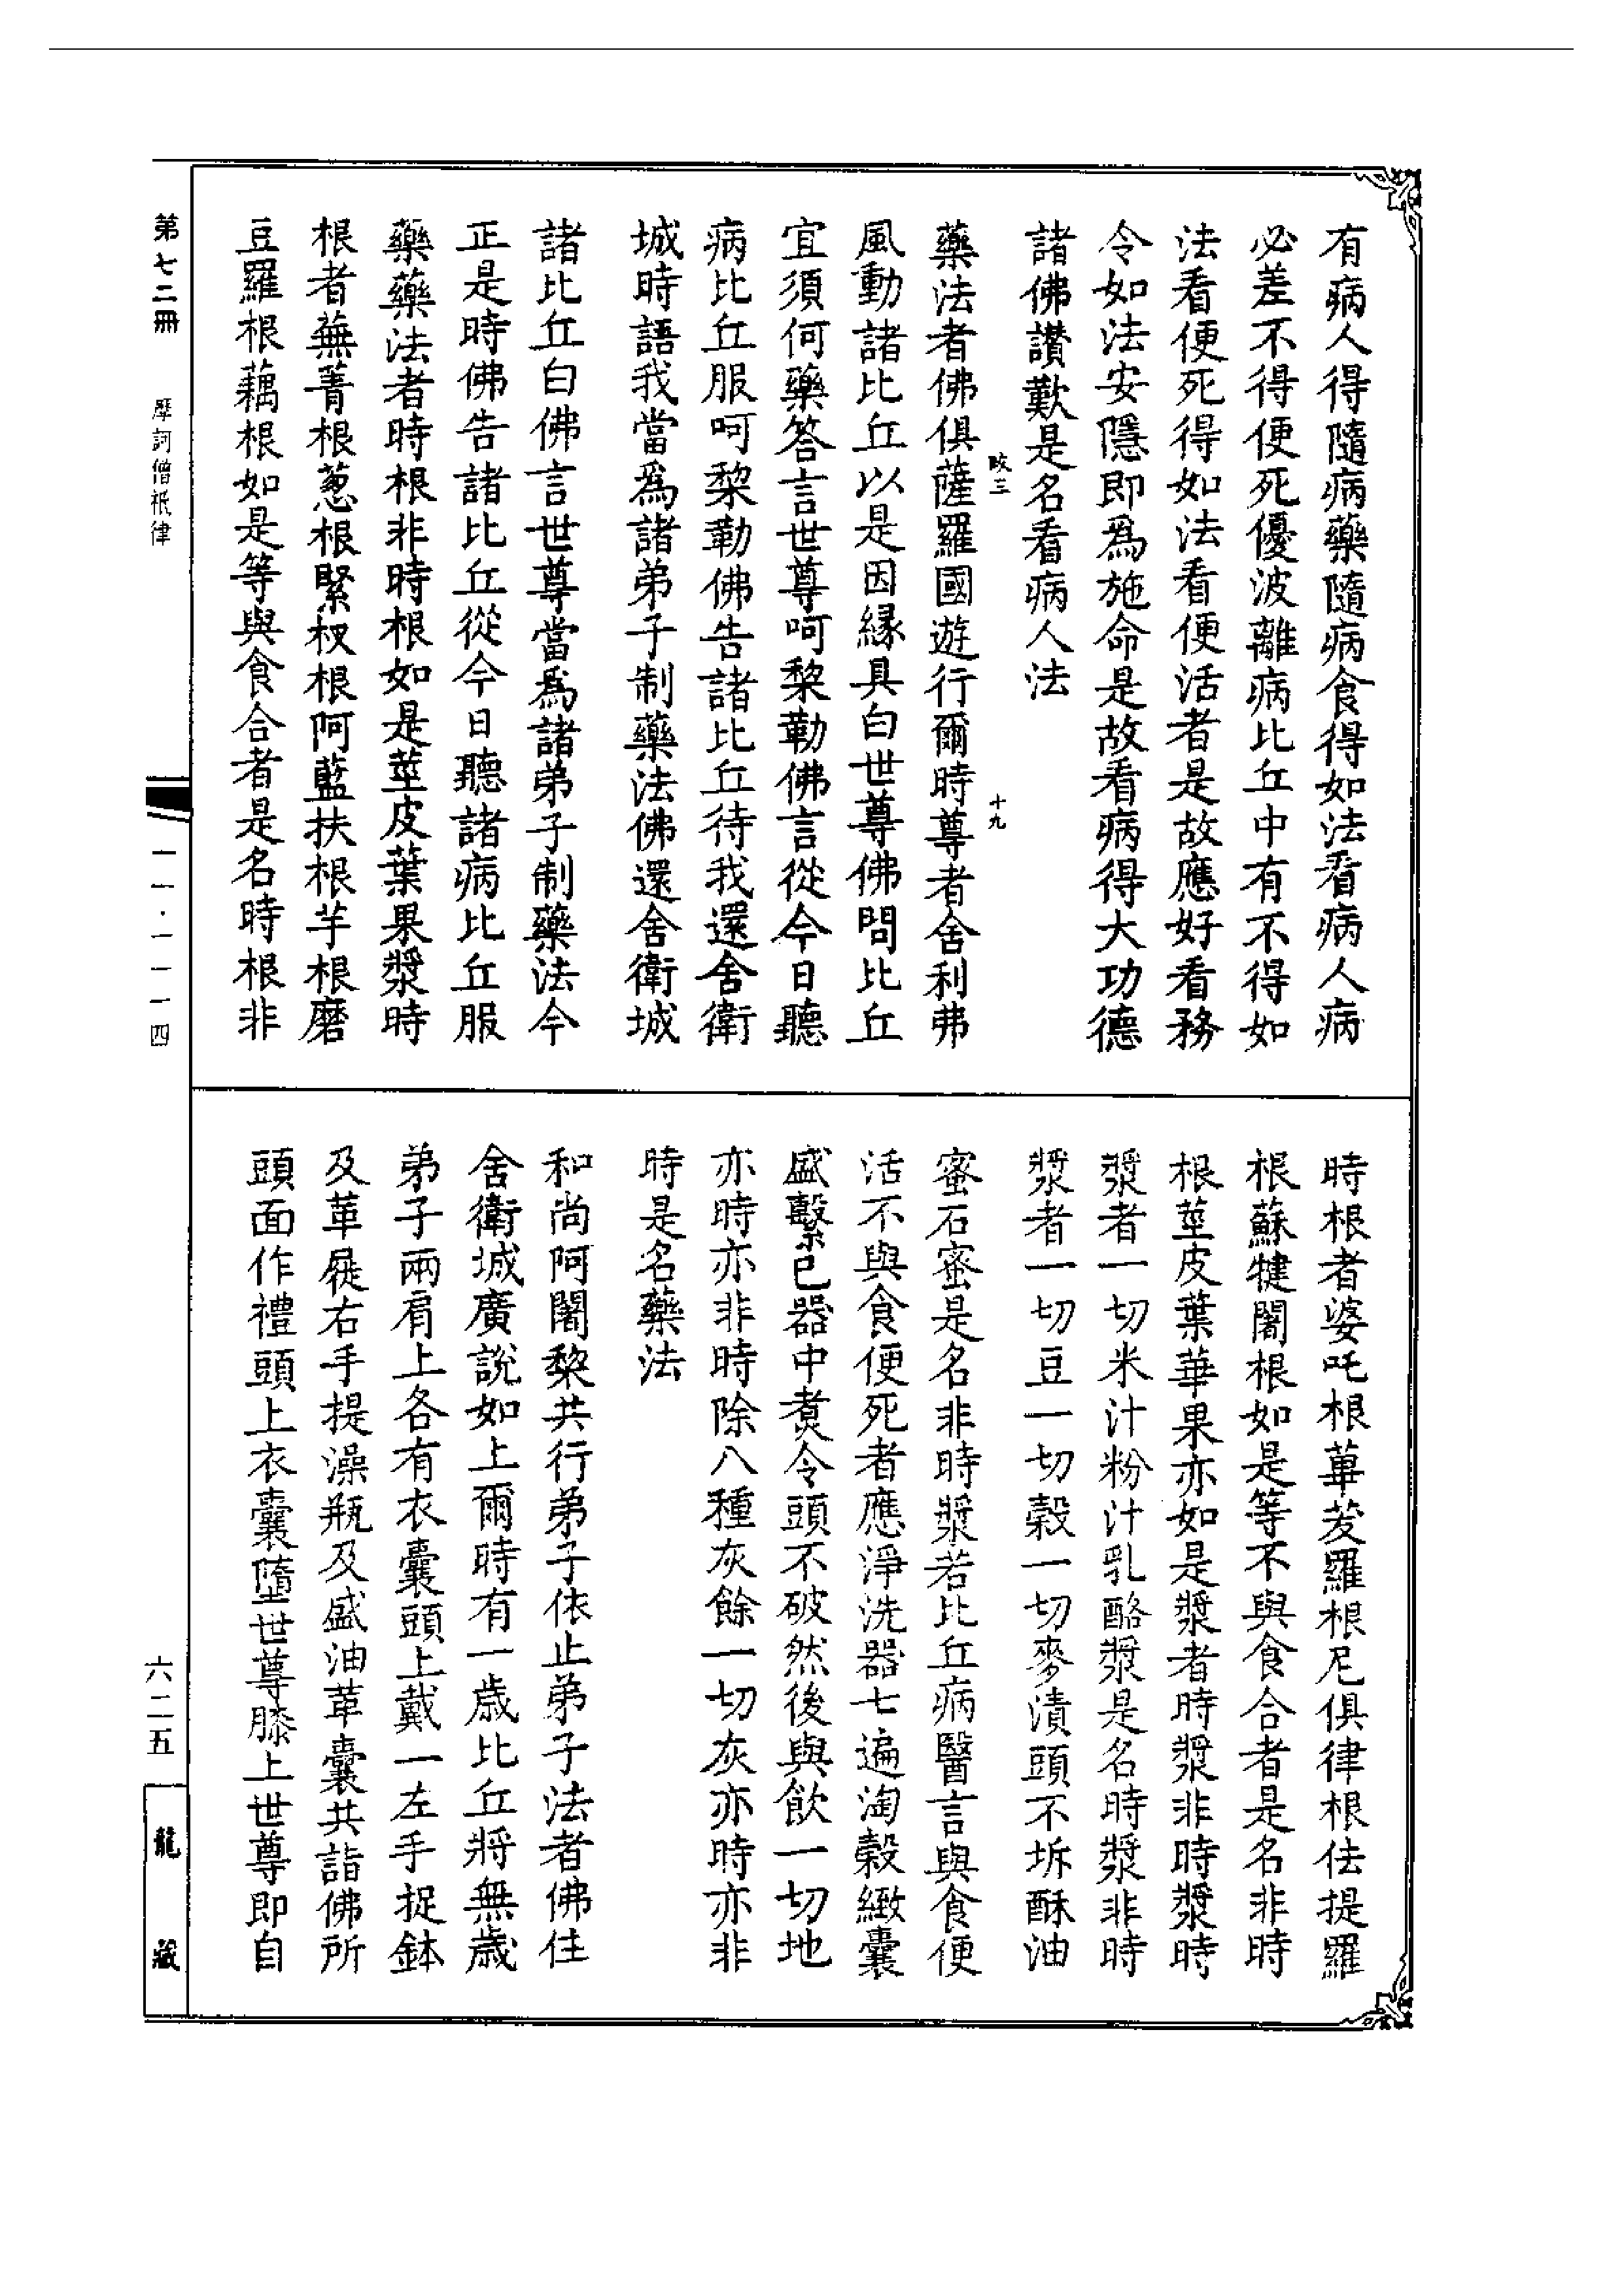 有病人得隨病藥隨病食得如法看病人病
必差不得便死優波離病比丘中有不得如
法看便死得如法看便活者是故應好看務
令如法安隱即爲施命是故看病得大功德
諸佛讚歎是名看病人法
藥法者佛俱薩羅國遊行爾時尊者舍利弗
風動諸比丘以是因緣具白世尊佛問比丘
宜須何藥答言世尊呵棃勒佛言從今日聽
病比丘服呵棃勒佛告諸比丘待我還舍衛
城時語我當爲諸弟子制藥法佛還舍衛城
諸比丘白佛言世尊當爲諸弟子制藥法今
正是時佛告諸比丘從今日聽諸病比丘服
藥藥法者時根非時根如是莖皮葉果漿時
根者蕪菁根葱根緊杈根阿藍扶根芋根磨
豆羅根藕根如是等與食合者是名時根非
時根者婆吒根蓽茇羅根尼俱律根佉提羅
根蘇揵闍根如是等不與食合者是名非時
根莖皮葉華果亦如是漿者時漿非時漿時
漿者一切米汁粉汁乳酪漿是名時漿非時
漿者一切豆一切穀一切麥漬頭不坼酥油
蜜石蜜是名非時漿若比丘病醫言與食便
活不與食便死者應淨洗器七遍淘穀緻囊
盛繫已器中煑令頭不破然後與飲一切地
亦時亦非時除八種灰餘一切灰亦時亦非
時是名藥法
和尚阿闍棃共行弟子依止弟子法者佛住
舍衛城廣說如上爾時有一歲比丘將無歲
弟子兩肩上各有衣囊頭上戴一左手捉鉢
及革屣右手提澡瓶及盛油革囊共詣佛所
頭面作禮頭上衣囊墮世尊膝上世尊即自
攱三
十九
第七二冊
摩訶僧祇律
一一·一一一四
六二五
龍藏